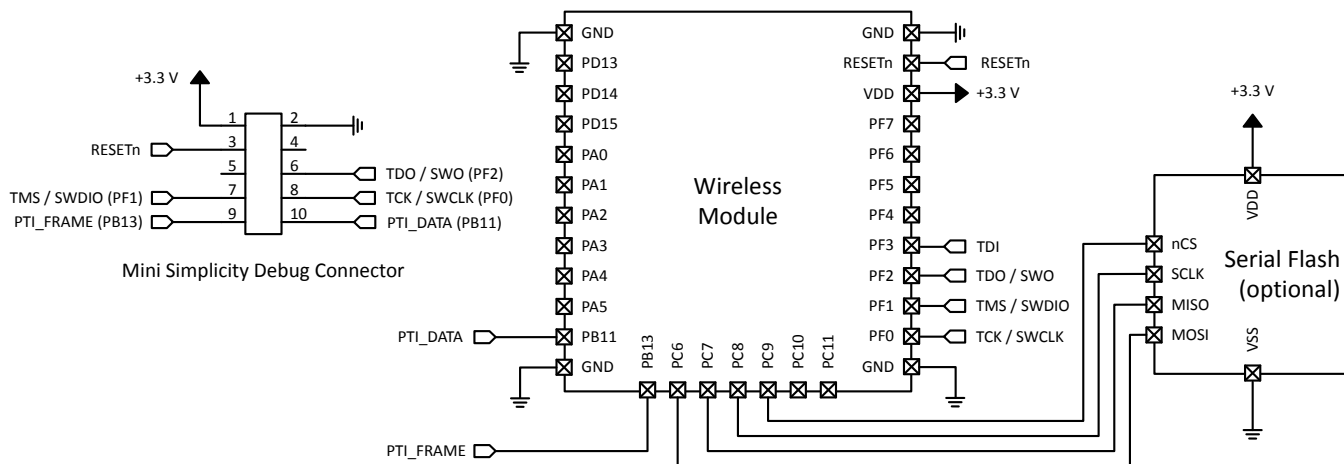 +3.3 V
1 2
RESETn 3 4
5 6 TDO / SWO (PF2)
TMS / SWDIO (PF1) 7 8 TCK / SWCLK (PF0)
PTI_FRAME (PB13) 9 10 PTI_DATA (PB11)
Mini Simplicity Debug Connector
GND
PD13
PD14
PD15
PA0
PA1
PA2
PA3
PA4
PA5
PTI_DATA PB11
GND
Wireless
Module
GND
RESETn RESETn
VDD +3.3 V
PF7
PF6
PF5
PF4
PF3 TDI
PF2 TDO / SWO
PF1 TMS / SWDIO
PF0 TCK / SWCLK
GND
PB13
PC6
PC7
PC8
PC9
PC10
PC11
PTI_FRAME
+3.3 V
VDD
nCS
SCLK
MISO
MOSI
Serial Flash
(optional)
VSS